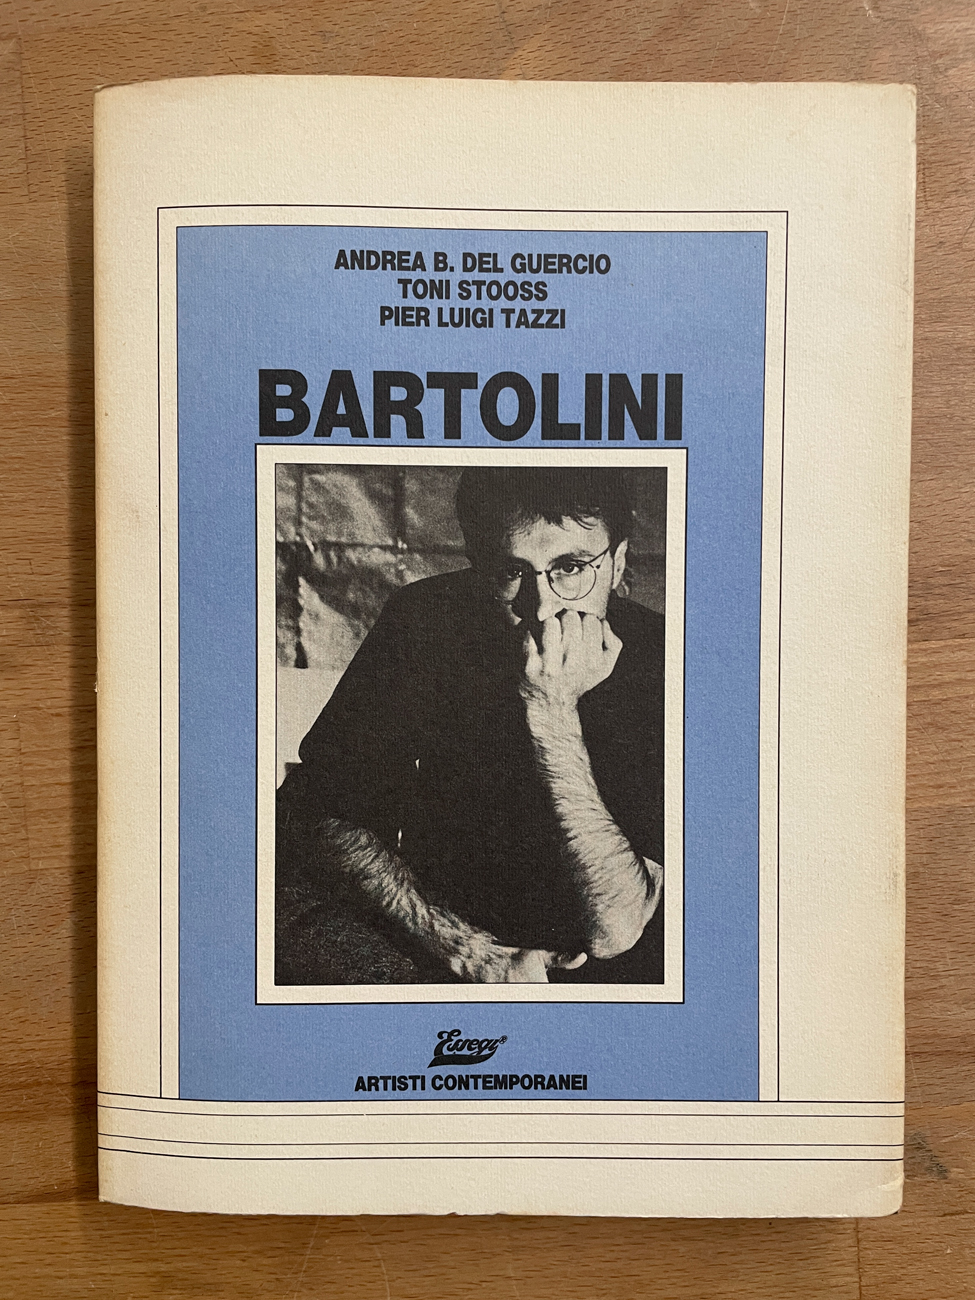 ANDREA B. DEL GUERCIO
TONI STOOSS
PIER LUIGI TAZZI
BARTOLINI
Essegi®
ARTISTI CONTEMPORANEI